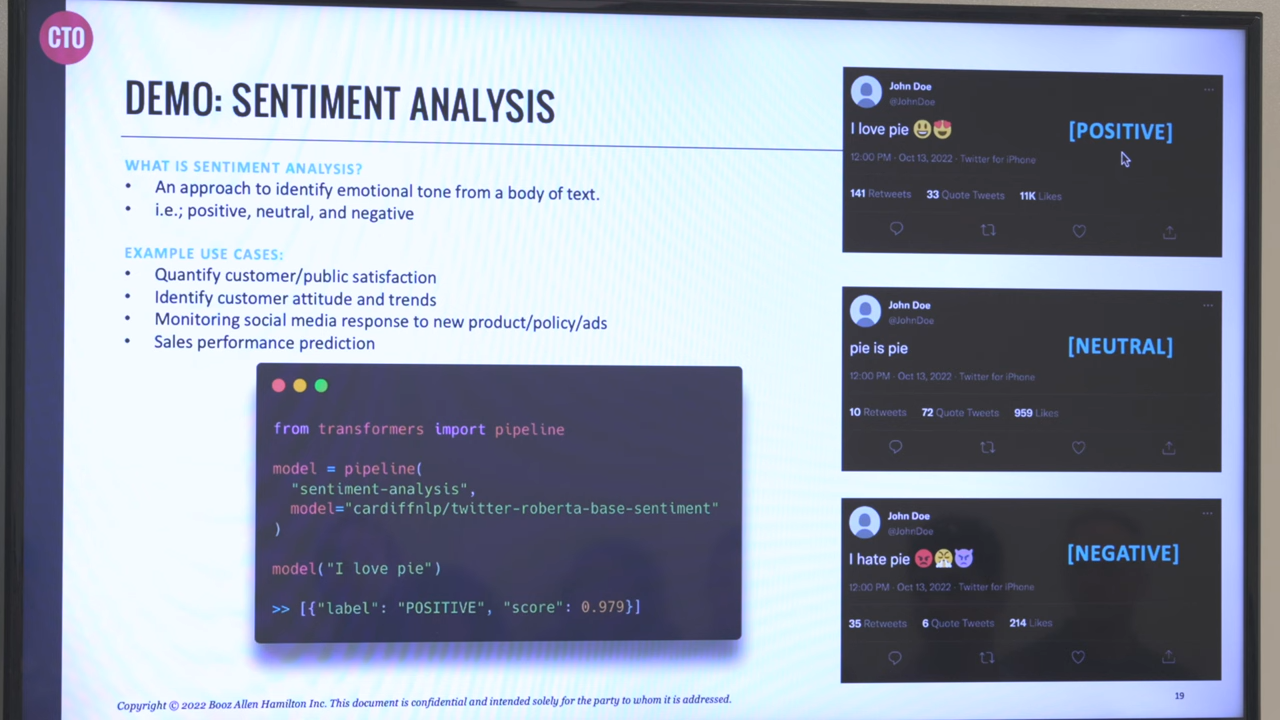 CTO
DEMO: SENTIMENT ANALYSIS
WHAT IS SENTIMENT ANALYSIS?
• An approach to identify emotional tone from a body of text.
• i.e.; positive, neutral, and negative
EXAMPLE USE CASES:
• Quantify customer/public satisfaction
• Identify customer attitude and trends
• Monitoring social media response to new product/policy/ads
• Sales performance prediction
from transformers import pipeline
model = pipeline(
"sentiment-analysis",
model="cardiffnlp/twitter-roberta-base-sentiment"
)
model("I love pie")
>> [{"label": "POSITIVE", "score": 0.979}]
John Doe
@JohnDoe
I love pie 😃😍
[POSITIVE]
12:00 PM · Oct 13, 2022 · Twitter for iPhone
141 Retweets 33 Quote Tweets 11K Likes
John Doe
@JohnDoe
pie is pie
[NEUTRAL]
12:00 PM · Oct 13, 2022 · Twitter for iPhone
10 Retweets 72 Quote Tweets 959 Likes
John Doe
@JohnDoe
I hate pie 😡😤👿
[NEGATIVE]
12:00 PM · Oct 13, 2022 · Twitter for iPhone
35 Retweets 6 Quote Tweets 214 Likes
Copyright © 2022 Booz Allen Hamilton Inc. This document is confidential and intended solely for the party to whom it is addressed.
19